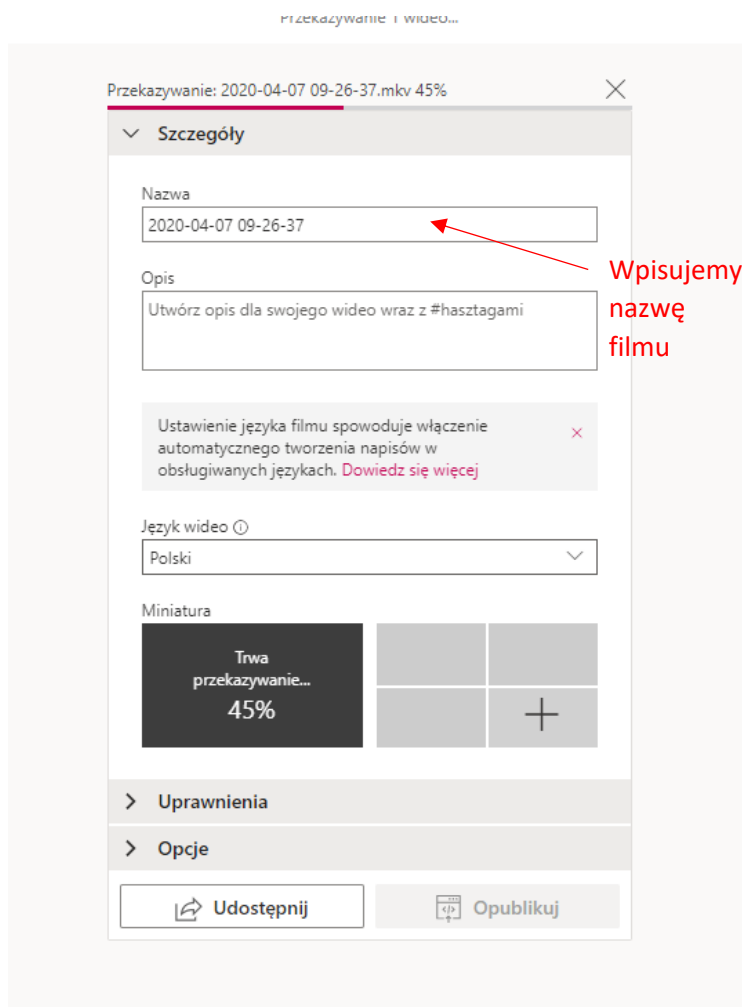 Przekazywanie 1 wideo...
Przekazywanie: 2020-04-07 09-26-37.mkv 45%
Szczegóły
Nazwa
2020-04-07 09-26-37
Wpisujemy
nazwę
filmu
Opis
Utwórz opis dla swojego wideo wraz z #hasztagami
Ustawienie języka filmu spowoduje włączenie
automatycznego tworzenia napisów w
obsługiwanych językach. Dowiedz się więcej
Język wideo
Polski
Miniatura
Trwa
przekazywanie...
45%
Uprawnienia
Opcje
Udostępnij
Opublikuj